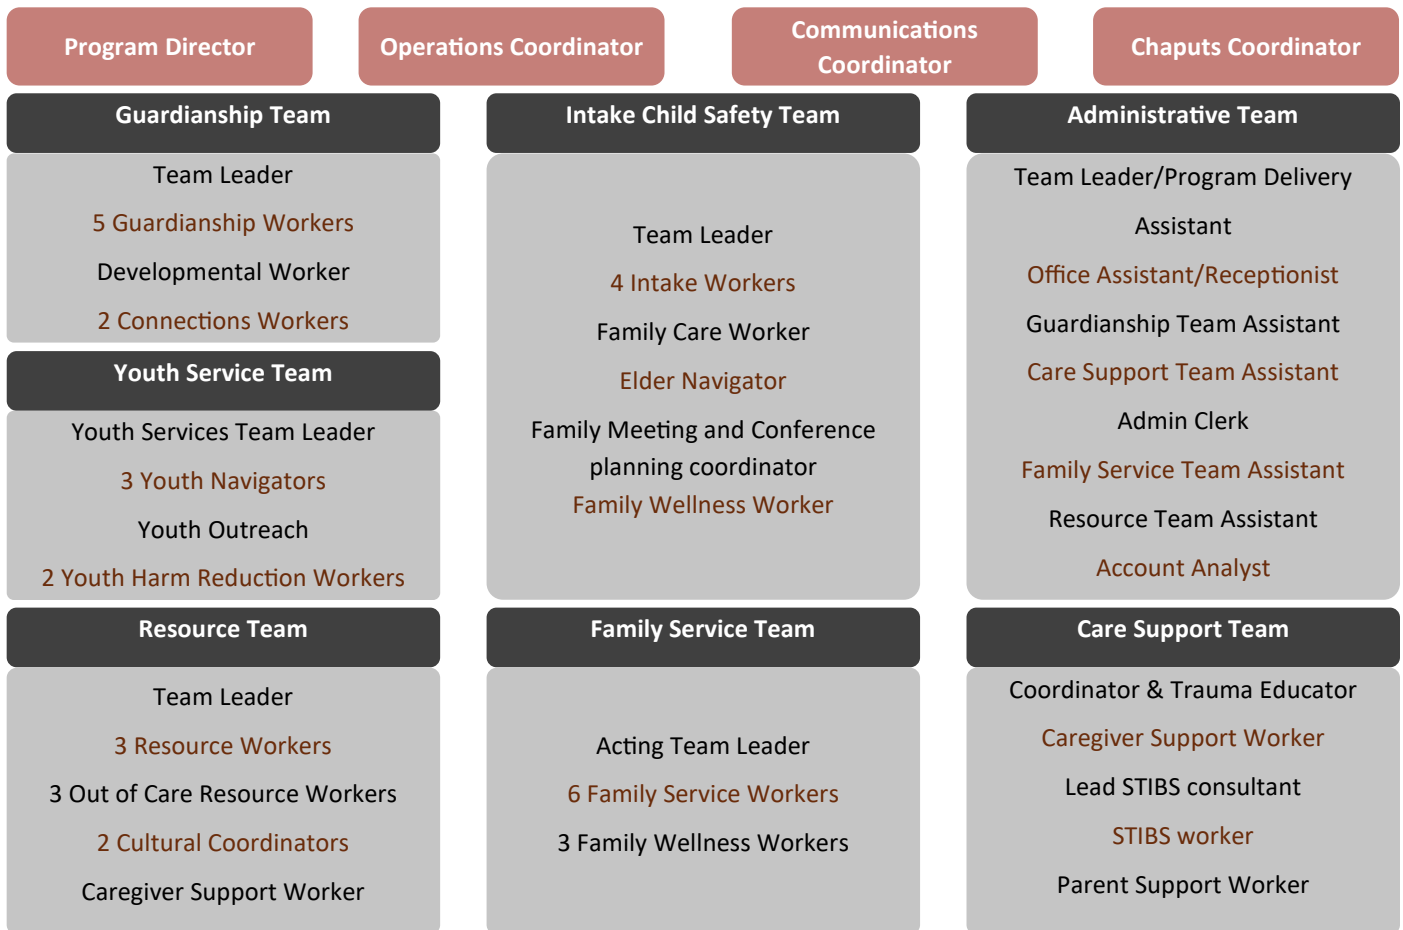 Program Director
Operations Coordinator
Communications
Coordinator
Chaputs Coordinator
Guardianship Team
Team Leader
5 Guardianship Workers
Developmental Worker
2 Connections Workers
Youth Service Team
Youth Services Team Leader
3 Youth Navigators
Youth Outreach
2 Youth Harm Reduction Workers
Resource Team
Team Leader
3 Resource Workers
3 Out of Care Resource Workers
2 Cultural Coordinators
Caregiver Support Worker
Intake Child Safety Team
Team Leader
4 Intake Workers
Family Care Worker
Elder Navigator
Family Meeting and Conference
planning coordinator
Family Wellness Worker
Family Service Team
Acting Team Leader
6 Family Service Workers
3 Family Wellness Workers
Administrative Team
Team Leader/Program Delivery
Assistant
Office Assistant/Receptionist
Guardianship Team Assistant
Care Support Team Assistant
Admin Clerk
Family Service Team Assistant
Resource Team Assistant
Account Analyst
Care Support Team
Coordinator & Trauma Educator
Caregiver Support Worker
Lead STIBS consultant
STIBS worker
Parent Support Worker